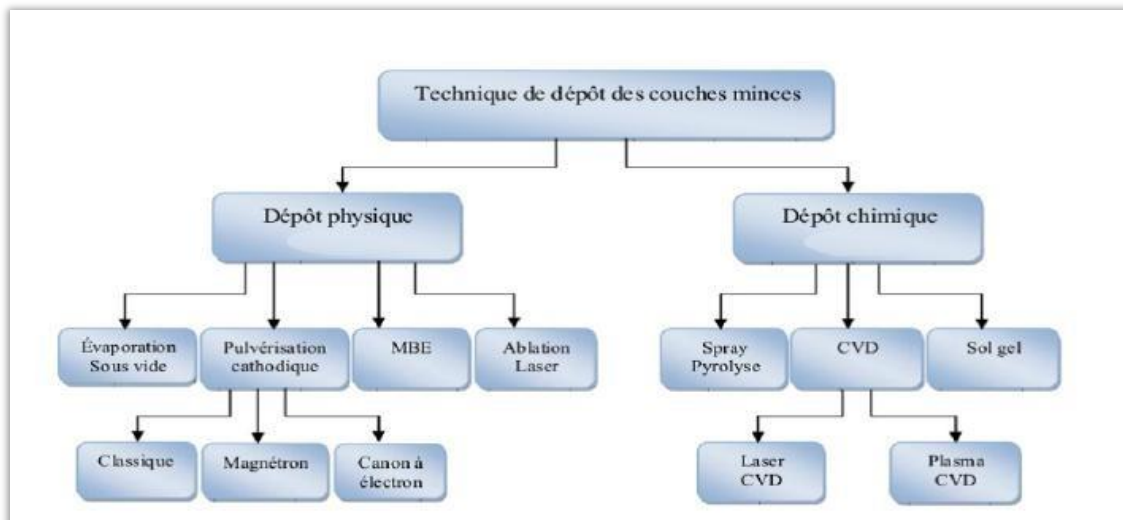 Technique de dépôt des couches minces
Dépôt physique
Dépôt chimique
Évaporation
Sous vide
Pulvérisation
cathodique
MBE
Ablation
Laser
Spray
Pyrolyse
CVD
Sol gel
Classique
Magnétron
Canon à
électron
Laser
CVD
Plasma
CVD